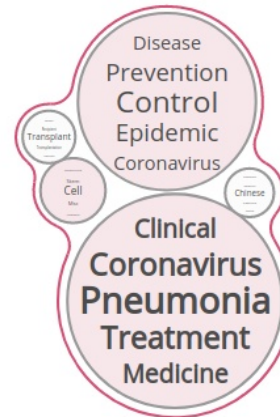 Disease
Prevention
Control
Epidemic
Coronavirus
Transplant
Cell
Chinese
Clinical
Coronavirus
Pneumonia
Treatment
Medicine